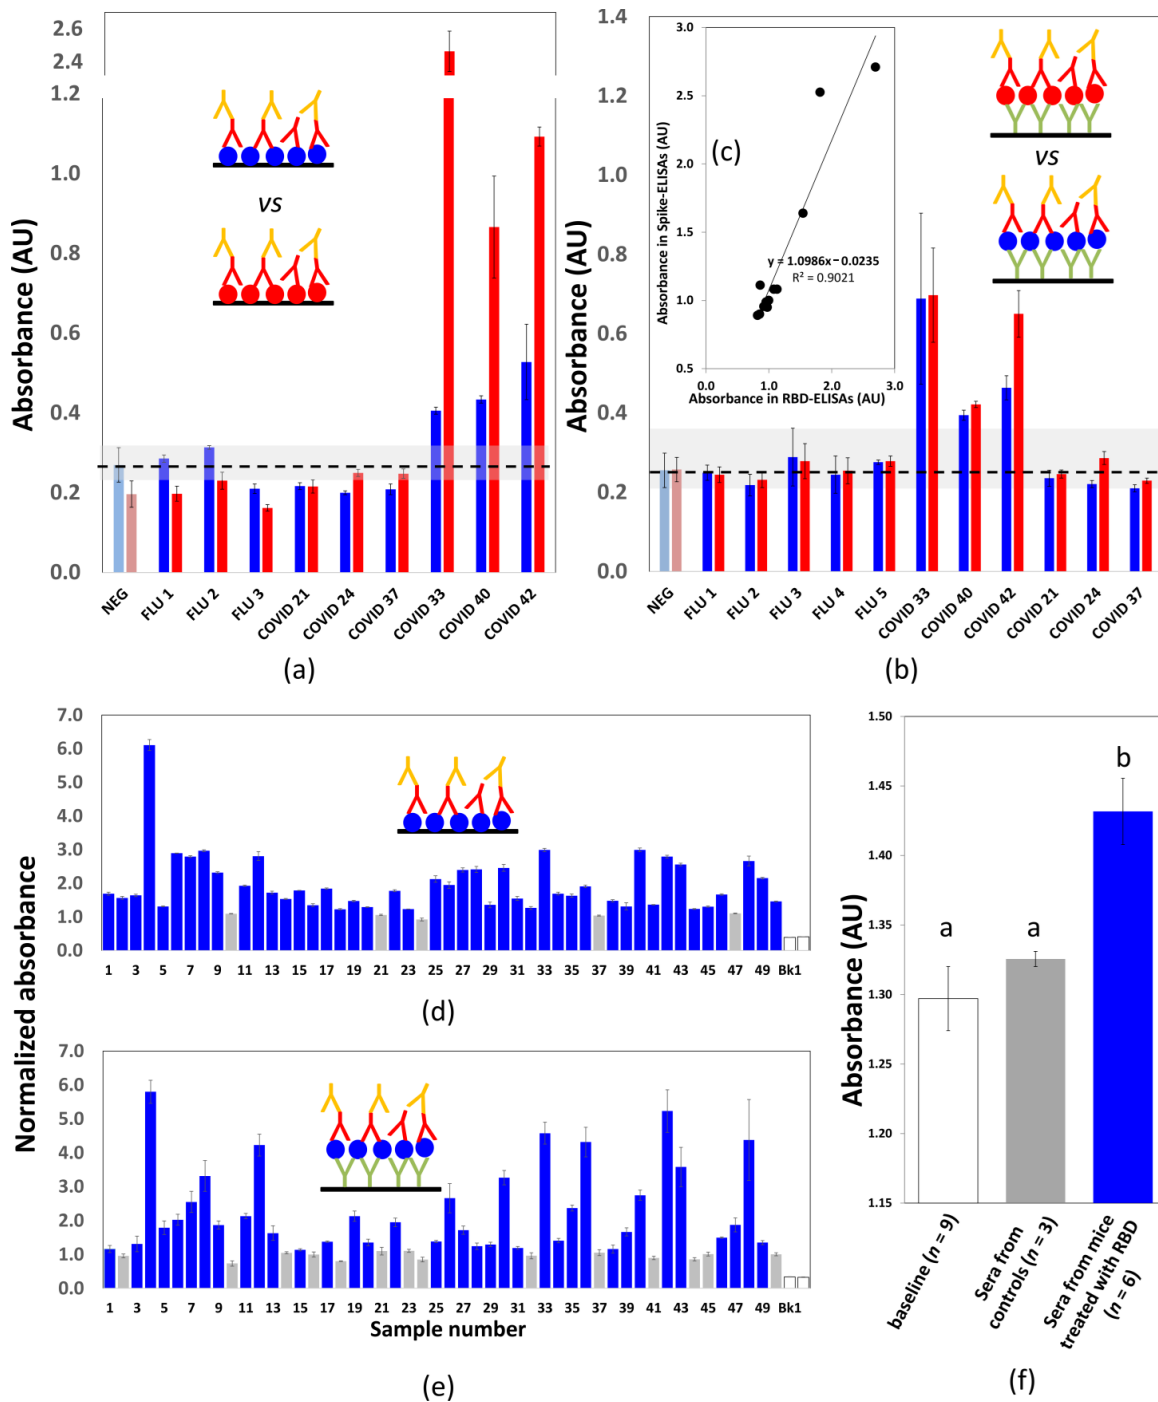 2.6
2.4
1.2
1.0
0.8
0.6
0.4
0.2
0.0
Absorbance (AU)
vs
NEG
FLU 1
FLU 2
FLU 3
COVID 21
COVID 24
COVID 37
COVID 33
COVID 40
COVID 42
(a)
1.4
1.2
1.0
0.8
0.6
0.4
0.2
0.0
Absorbance (AU)
3.0
2.5
2.0
1.5
1.0
0.5
Absorbance in Spike-ELISAs (AU)
(c)
y = 1.0986x – 0.0235
R² = 0.9021
0.0 1.0 2.0 3.0
Absorbance in RBD-ELISAs (AU)
vs
NEG
FLU 1
FLU 2
FLU 3
FLU 4
FLU 5
COVID 33
COVID 40
COVID 42
COVID 21
COVID 24
COVID 37
(b)
Normalized absorbance
7.0
6.0
5.0
4.0
3.0
2.0
1.0
0.0
1 3 5 7 9 11 13 15 17 19 21 23 25 27 29 31 33 35 37 39 41 43 45 47 49 Bk1
(d)
7.0
6.0
5.0
4.0
3.0
2.0
1.0
0.0
1 3 5 7 9 11 13 15 17 19 21 23 25 27 29 31 33 35 37 39 41 43 45 47 49 Bk1
Sample number
(e)
1.50
1.45
1.40
1.35
1.30
1.25
1.20
1.15
Absorbance (AU)
a
a
b
baseline (n = 9)
Sera from
controls (n = 3)
Sera from mice
treated with RBD
(n = 6)
(f)